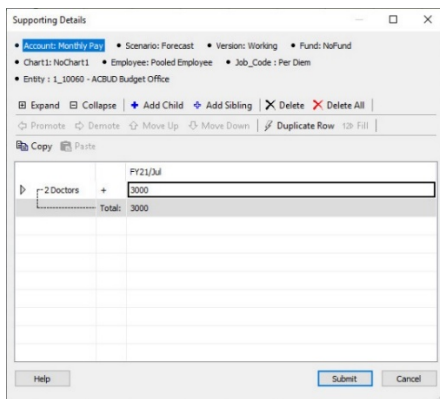 Supporting Details
• Account: Monthly Pay • Scenario: Forecast • Version: Working • Fund: NoFund
• Chart1: NoChart1 • Employee: Pooled Employee • Job_Code : Per Diem
• Entity : 1_10060 - ACBUD Budget Office
Expand Collapse Add Child Add Sibling Delete Delete All
Promote Demote Move Up Move Down Duplicate Row Fill
Copy Paste
FY21/Jul
2 Doctors + 3000
Total: 3000
Help Submit Cancel